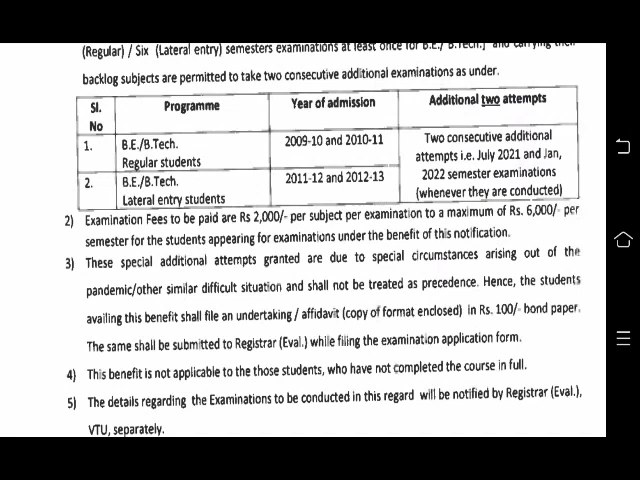 (Regular) / Six (Lateral entry) semesters examinations at least once for B.E./ B.Tech.] and carrying their
backlog subjects are permitted to take two consecutive additional examinations as under.
Sl. No Programme Year of admission Additional two attempts
1. B.E./B.Tech. Regular students 2009-10 and 2010-11 Two consecutive additional attempts i.e. July 2021 and Jan, 2022 semester examinations (whenever they are conducted)
2. B.E./B.Tech. Lateral entry students 2011-12 and 2012-13
2) Examination Fees to be paid are Rs 2,000/- per subject per examination to a maximum of Rs. 6,000/- per
semester for the students appearing for examinations under the benefit of this notification.
3) These special additional attempts granted are due to special circumstances arising out of the
pandemic/other similar difficult situation and shall not be treated as precedence. Hence, the students
availing this benefit shall file an undertaking / affidavit (copy of format enclosed) in Rs. 100/- bond paper.
The same shall be submitted to Registrar (Eval.) while filing the examination application form.
4) This benefit is not applicable to the those students, who have not completed the course in full.
5) The details regarding the Examinations to be conducted in this regard will be notified by Registrar (Eval.),
VTU, separately.